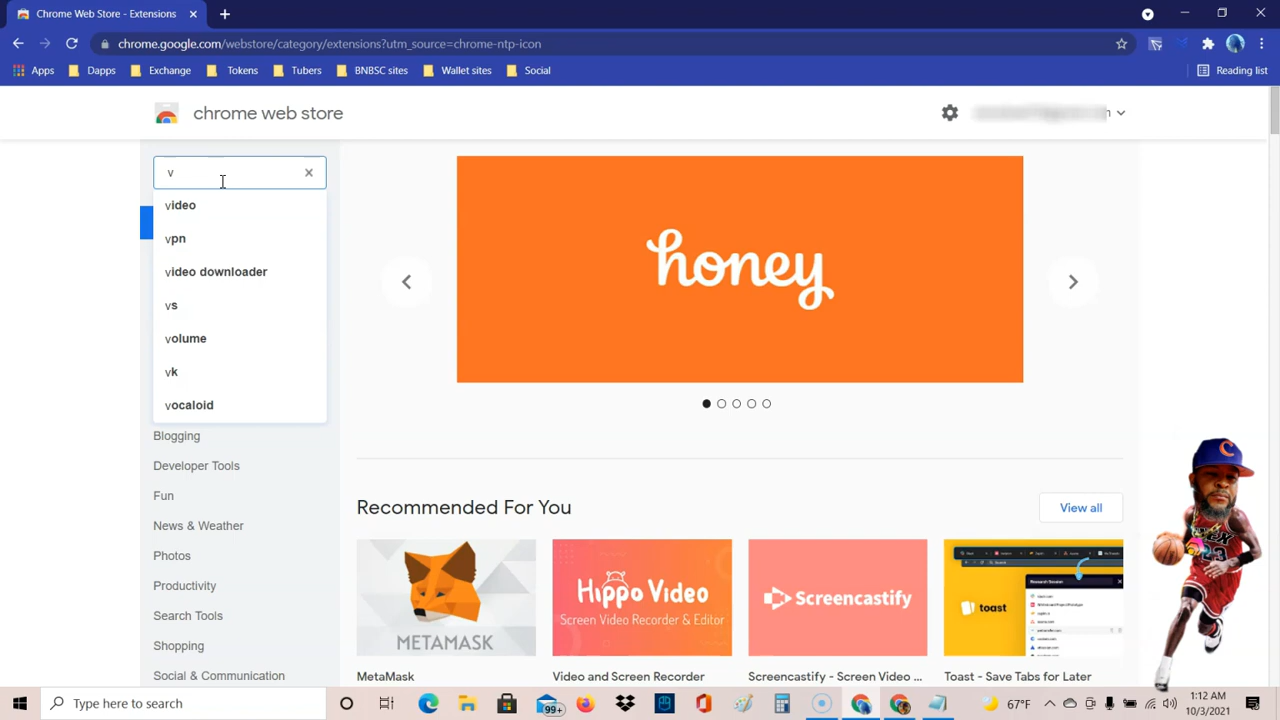 Chrome Web Store - Extensions
chrome.google.com/webstore/category/extensions?utm_source=chrome-ntp-icon
Apps Dapps Exchange Tokens Tubers BNBSC sites Wallet sites Social Reading list
chrome web store
v
video
vpn
video downloader
vs
volume
vk
vocaloid
Blogging
Developer Tools
Fun
News & Weather
Photos
Productivity
Search Tools
Shopping
Social & Communication
honey
Recommended For You
View all
METAMASK
Hippo Video
Screen Video Recorder & Editor
Screencastify
toast
MetaMask
Video and Screen Recorder
Screencastify - Screen Video ...
Toast - Save Tabs for Later
Type here to search
99+
67°F
1:12 AM
10/3/2021